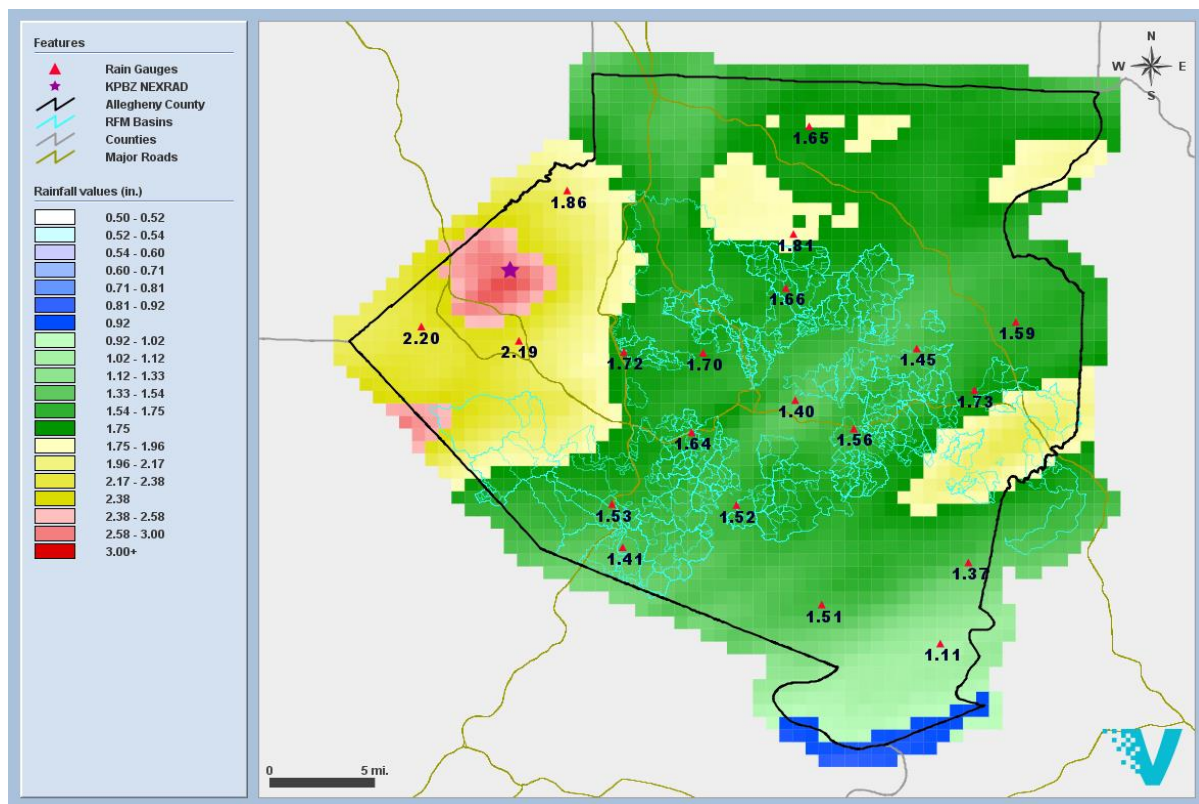 Features
Rain Gauges
KPBZ NEXRAD
Allegheny County
RFM Basins
Counties
Major Roads
Rainfall values (in.)
0.50 - 0.52
0.52 - 0.54
0.54 - 0.60
0.60 - 0.71
0.71 - 0.81
0.81 - 0.92
0.92
0.92 - 1.02
1.02 - 1.12
1.12 - 1.33
1.33 - 1.54
1.54 - 1.75
1.75
1.75 - 1.96
1.96 - 2.17
2.17 - 2.38
2.38
2.38 - 2.58
2.58 - 3.00
3.00+
N
W E
S
1.65
1.86
1.81
1.66
2.20
2.19
1.72
1.70
1.45
1.59
1.40
1.73
1.64
1.56
1.53
1.52
1.41
1.37
1.51
1.11
0 5 mi.
V